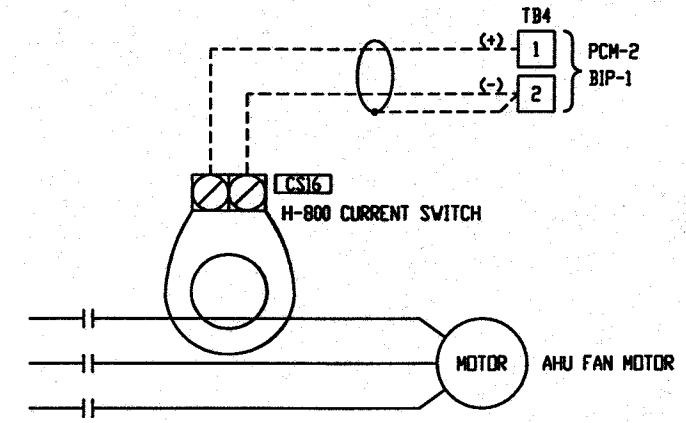 TB4
(+) 1 PCM-2
(-) 2 BIP-1
CS16
H-800 CURRENT SWITCH
MOTOR AHU FAN MOTOR